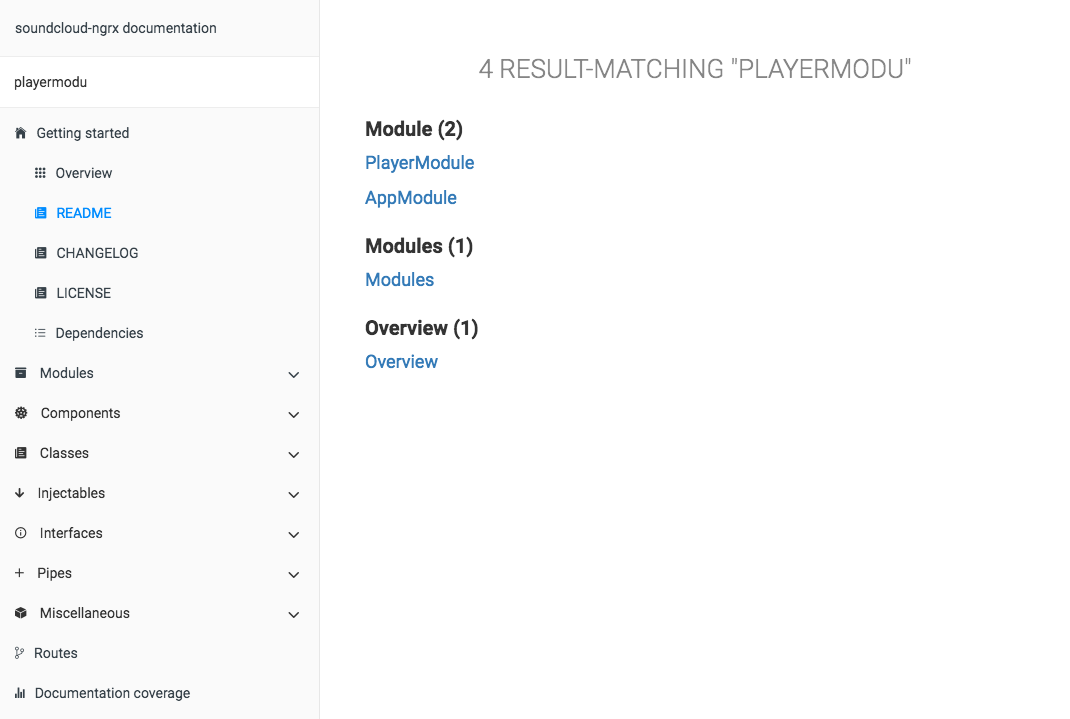 soundcloud-ngrx documentation
playermodu
Getting started
Overview
README
CHANGELOG
LICENSE
Dependencies
Modules
Components
Classes
Injectables
Interfaces
Pipes
Miscellaneous
Routes
Documentation coverage
4 RESULT-MATCHING "PLAYERMODU"
Module (2)
PlayerModule
AppModule
Modules (1)
Modules
Overview (1)
Overview